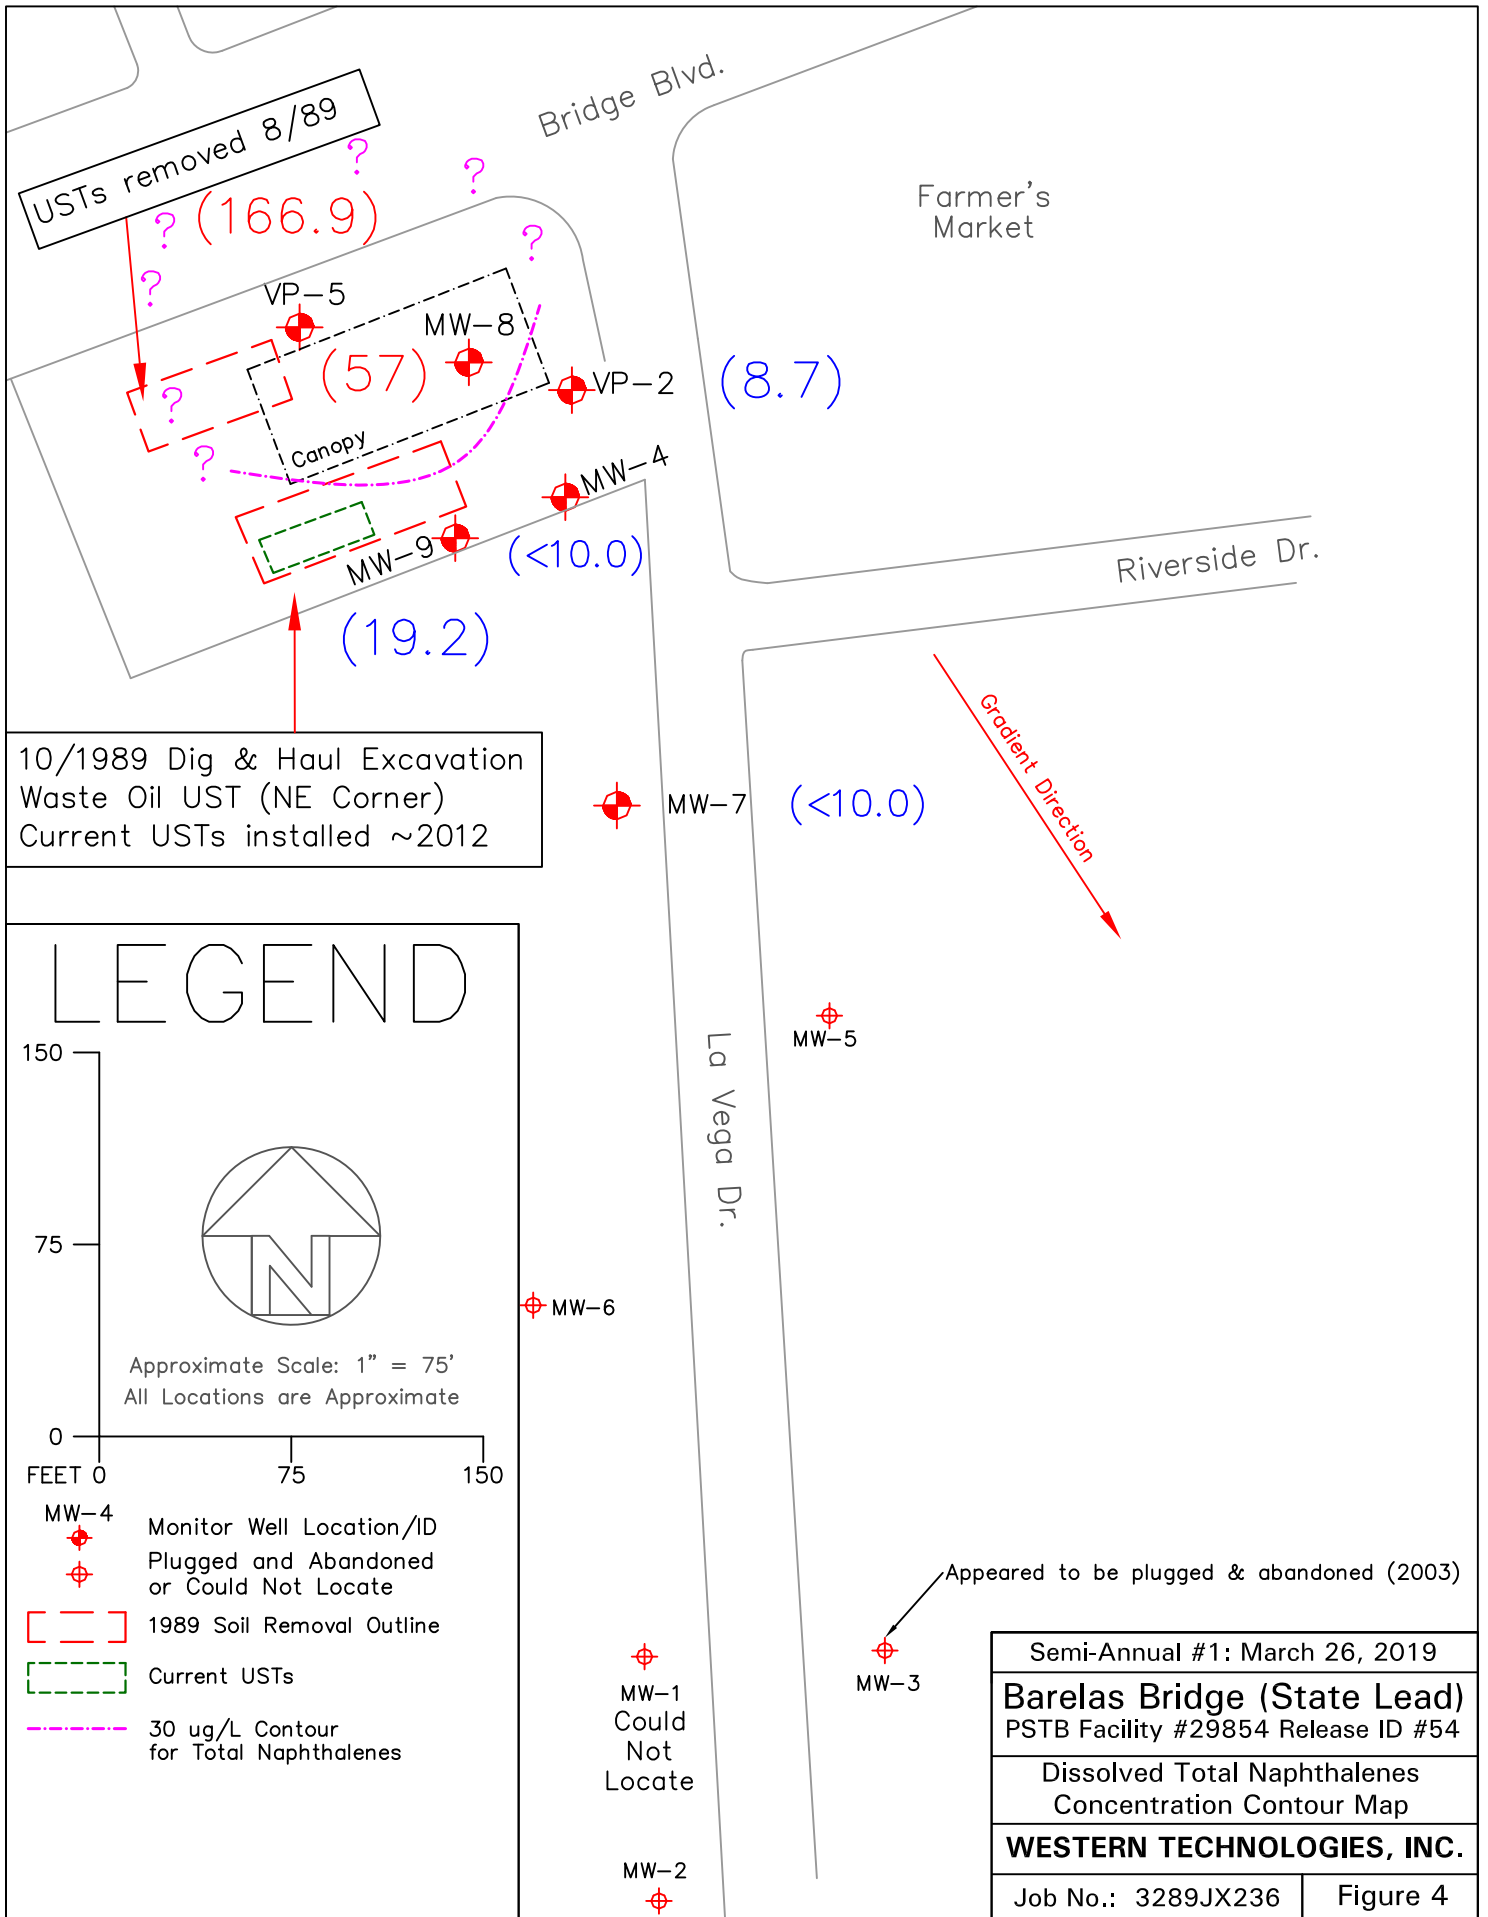 Bridge Blvd.
USTs removed 8/89
?
?
?
(166.9)
?
?
Farmer's
Market
VP-5
MW-8
(57)
VP-2
(8.7)
?
?
Canopy
MW-4
MW-9
(<10.0)
Riverside Dr.
(19.2)
Gradient Direction
10/1989 Dig & Haul Excavation
Waste Oil UST (NE Corner)
Current USTs installed ~2012
MW-7
(<10.0)
LEGEND
150
75
0
FEET 0
75
150
N
Approximate Scale: 1" = 75'
All Locations are Approximate
MW-4
Monitor Well Location/ID
Plugged and Abandoned
or Could Not Locate
1989 Soil Removal Outline
Current USTs
30 ug/L Contour
for Total Naphthalenes
MW-5
La Vega Dr.
MW-6
Appeared to be plugged & abandoned (2003)
MW-1
Could
Not
Locate
MW-3
MW-2
Semi-Annual #1: March 26, 2019
Barelas Bridge (State Lead)
PSTB Facility #29854 Release ID #54
Dissolved Total Naphthalenes
Concentration Contour Map
WESTERN TECHNOLOGIES, INC.
Job No.: 3289JX236
Figure 4